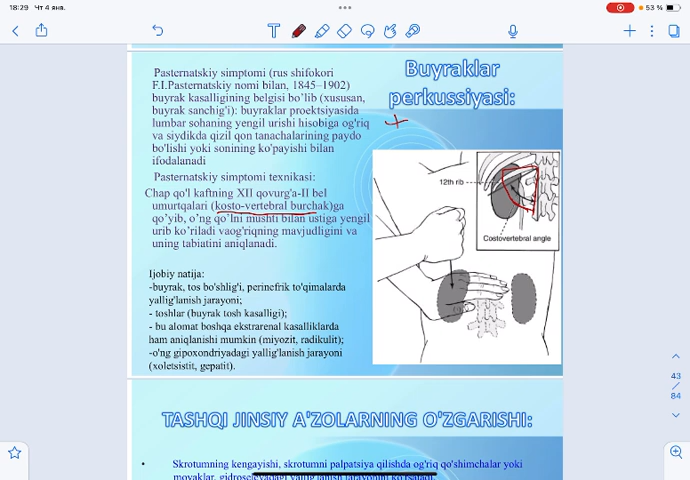 18:29 Чт 4 янв.
53 %
Buyraklar
perkussiyasi:
Pasternatskiy simptomi (rus shifokori
F.I.Pasternatskiy nomi bilan, 1845–1902)
buyrak kasalligining belgisi bo'lib (xususan,
buyrak sanchig'i): buyraklar proektsiyasida
lumbar sohaning yengil urishi hisobiga og'riq
va siydikda qizil qon tanachalarining paydo
bo'lishi yoki sonining ko'payishi bilan
ifodalanadi
Pasternatskiy simptomi texnikasi:
Chap qo'l kaftning XII qovurg'a-II bel
umurtqalari (kosto-vertebral burchak)ga
qo'yib, o'ng qo'lni mushti bilan ustiga yengil
urib ko'riladi vaog'riqning mavjudligini va
uning tabiatini aniqlanadi.
Ijobiy natija:
-buyrak, tos bo'shlig'i, perinefrik to'qimalarda
yallig'lanish jarayoni;
- toshlar (buyrak tosh kasalligi);
- bu alomat boshqa ekstrarenal kasalliklarda
ham aniqlanishi mumkin (miyozit, radikulit);
-o'ng gipoxondriyadagi yallig'lanish jarayoni
(xoletsistit, gepatit).
12th rib
Costovertebral angle
43
/
84
TASHQI JINSIY A'ZOLARNING O'ZGARISHI:
• Skrotumning kengayishi, skrotumni palpatsiya qilishda og'riq qo'shimchalar yoki